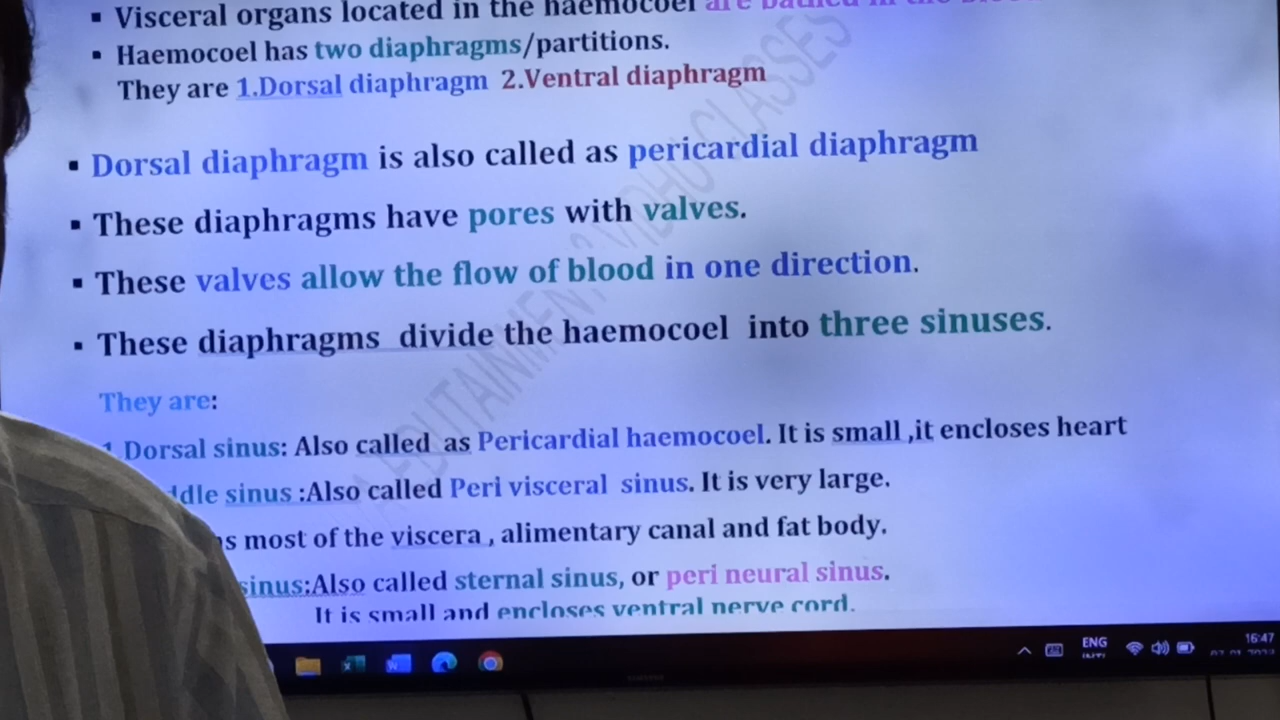 Visceral organs located in the haemocoel are bathed in the
Haemocoel has two diaphragms/partitions.
They are 1.Dorsal diaphragm 2.Ventral diaphragm
Dorsal diaphragm is also called as pericardial diaphragm
These diaphragms have pores with valves.
These valves allow the flow of blood in one direction.
These diaphragms divide the haemocoel into three sinuses.
They are:
1 Dorsal sinus: Also called as Pericardial haemocoel. It is small ,it encloses heart
ddle sinus :Also called Peri visceral sinus. It is very large.
s most of the viscera , alimentary canal and fat body.
sinus:Also called sternal sinus, or peri neural sinus.
It is small and encloses ventral nerve cord.
ENG
16:47